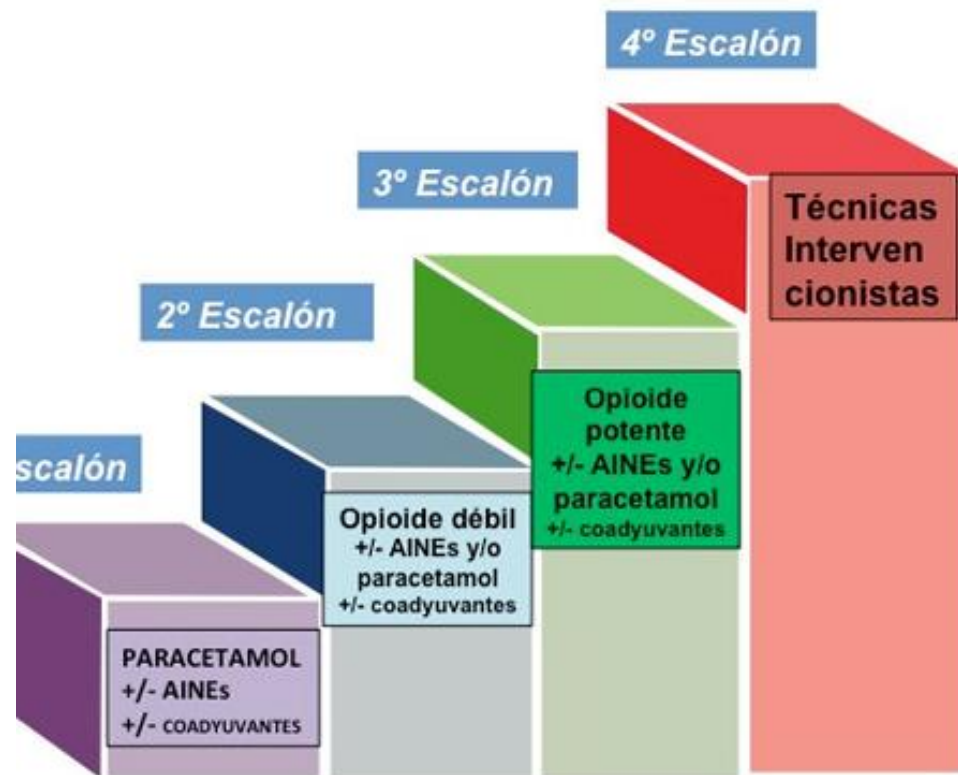 4º Escalón
3º Escalón
2º Escalón
scalón
Técnicas
Interven
cionistas
Opioide
potente
+/- AINEs y/o
paracetamol
+/- coadyuvantes
Opioide débil
+/- AINEs y/o
paracetamol
+/- coadyuvantes
PARACETAMOL
+/- AINEs
+/- COADYUVANTES